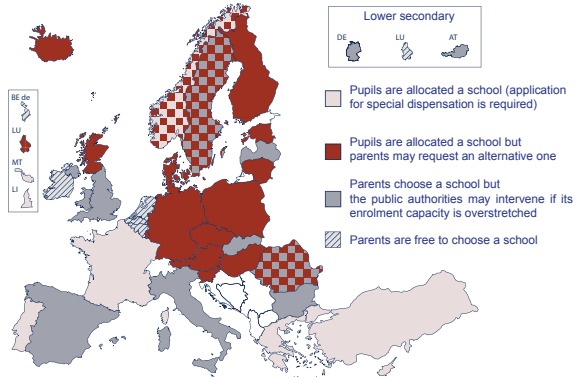 Lower secondary
DE
LU
AT
BE de
LU
MT
LI
Pupils are allocated a school (application
for special dispensation is required)
Pupils are allocated a school but
parents may request an alternative one
Parents choose a school but
the public authorities may intervene if its
enrolment capacity is overstretched
Parents are free to choose a school